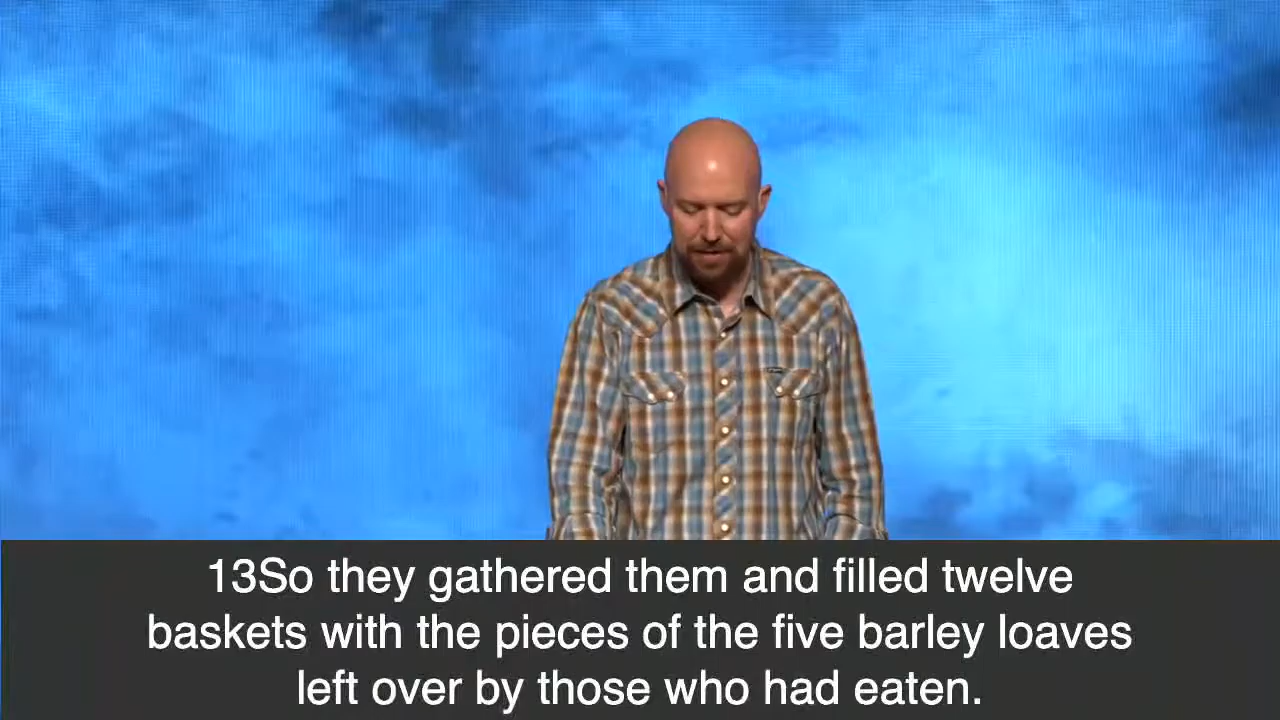 13So they gathered them and filled twelve
baskets with the pieces of the five barley loaves
left over by those who had eaten.